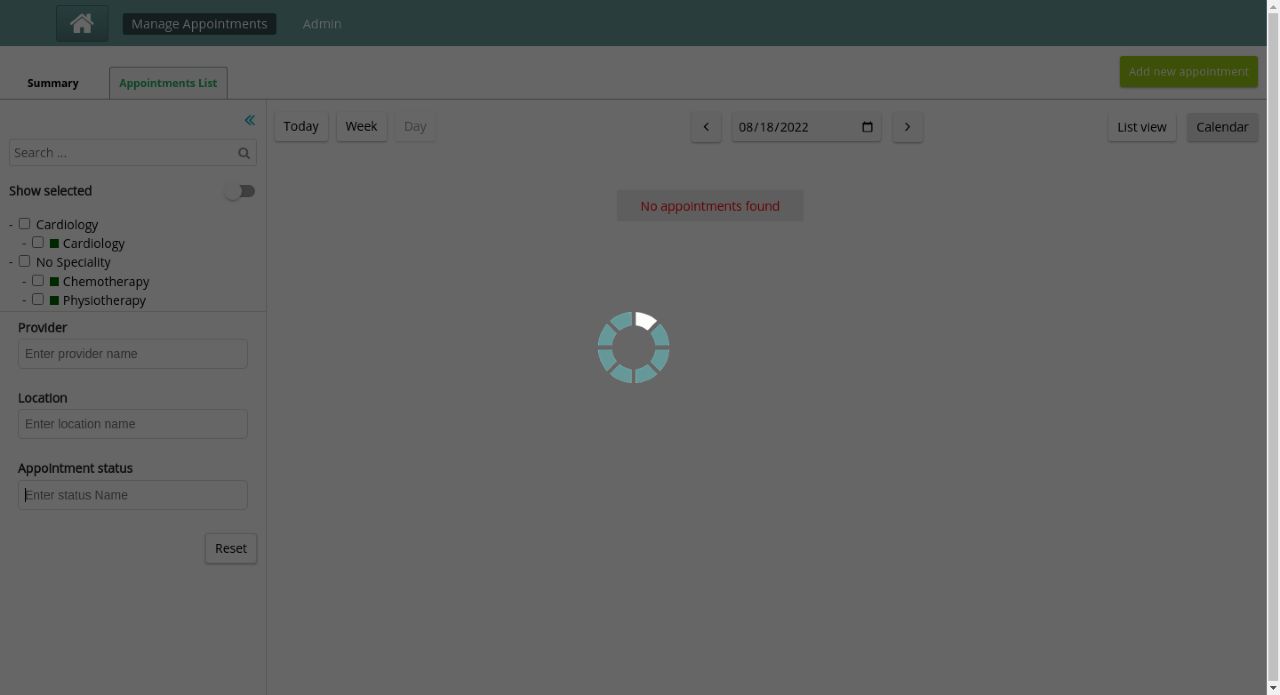 Manage Appointments Admin
Summary Appointments List Add new appointment
Today Week Day 08/18/2022 List view Calendar
Search ...
Show selected
No appointments found
- Cardiology
- Cardiology
- No Speciality
- Chemotherapy
- Physiotherapy
Provider
Enter provider name
Location
Enter location name
Appointment status
Enter status Name
Reset